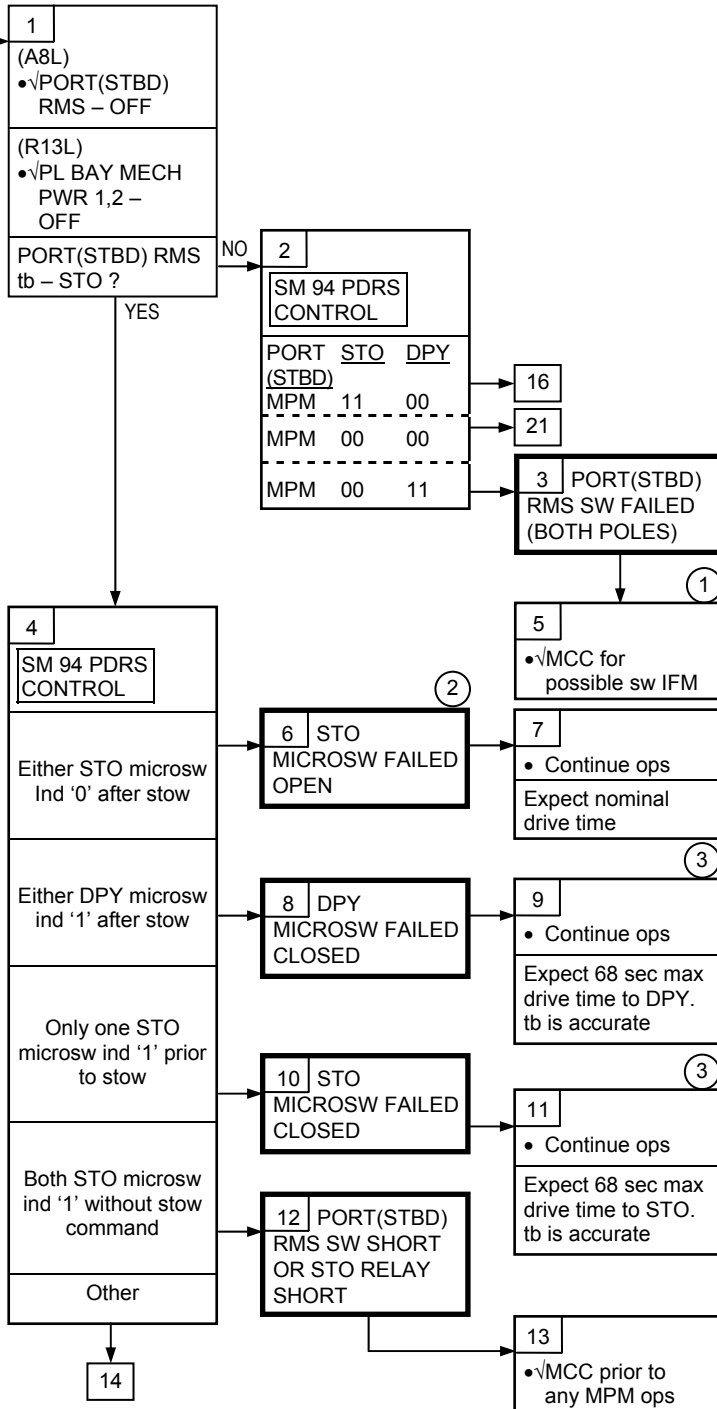 1
(A8L)
•√PORT(STBD)
RMS – OFF
(R13L)
•√PL BAY MECH
PWR 1,2 –
OFF
PORT(STBD) RMS
tb – STO ?
NO
YES
2
SM 94 PDRS
CONTROL
PORT STO DPY
(STBD)
MPM 11 00
MPM 00 00
MPM 00 11
16
21
3 PORT(STBD)
RMS SW FAILED
(BOTH POLES)
1
5
•√MCC for
possible sw IFM
4
SM 94 PDRS
CONTROL
Either STO microsw
Ind ‘0’ after stow
Either DPY microsw
ind ‘1’ after stow
Only one STO
microsw ind ‘1’ prior
to stow
Both STO microsw
ind ‘1’ without stow
command
Other
14
2
6 STO
MICROSW FAILED
OPEN
7
• Continue ops
Expect nominal
drive time
8 DPY
MICROSW FAILED
CLOSED
3
9
• Continue ops
Expect 68 sec max
drive time to DPY.
tb is accurate
10 STO
MICROSW FAILED
CLOSED
3
11
• Continue ops
Expect 68 sec max
drive time to STO.
tb is accurate
12 PORT(STBD)
RMS SW SHORT
OR STO RELAY
SHORT
13
•√MCC prior to
any MPM ops